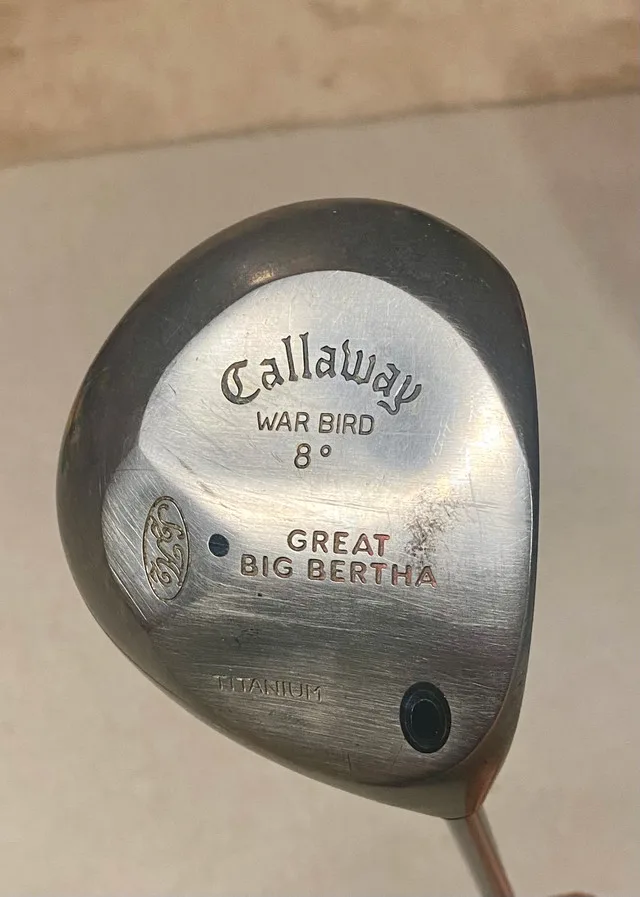 Callaway
WAR BIRD
8°
GREAT
BIG BERTHA
TITANIUM